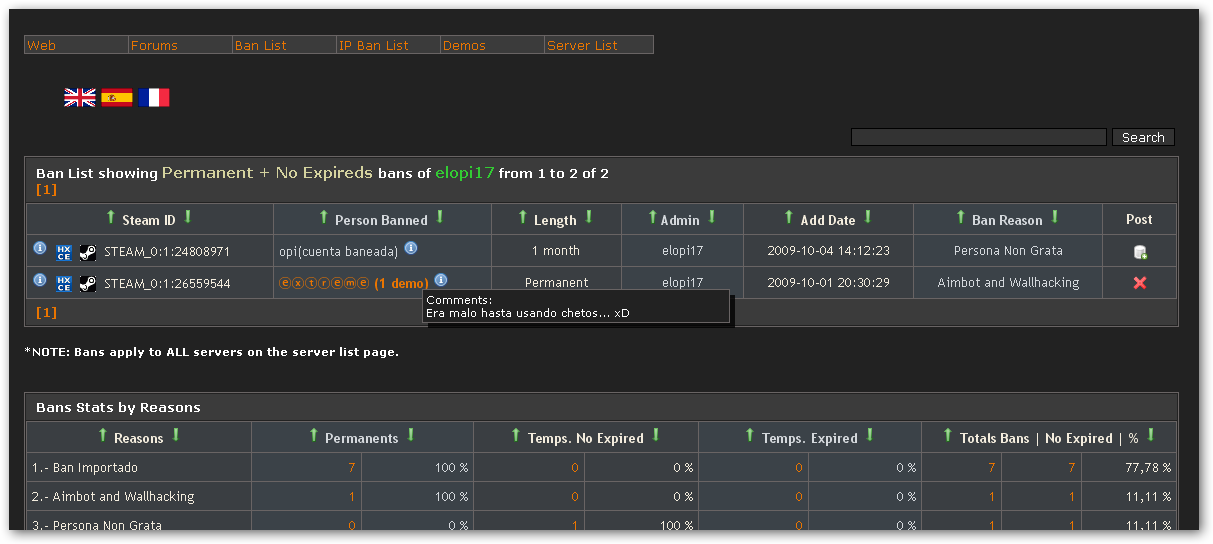 Web Forums Ban List IP Ban List Demos Server List
Search
Ban List showing Permanent + No Expireds bans of elopi17 from 1 to 2 of 2
[1]
Steam ID Person Banned Length Admin Add Date Ban Reason Post
HX CE STEAM_0:1:24808971 opi(cuenta baneada) 1 month elopi17 2009-10-04 14:12:23 Persona Non Grata
HX CE STEAM_0:1:26559544 ⓔⓧⓣⓡⓔⓜⓔ (1 demo) Permanent elopi17 2009-10-01 20:30:29 Aimbot and Wallhacking
Comments:
Era malo hasta usando chetos... xD
[1]
*NOTE: Bans apply to ALL servers on the server list page.
Bans Stats by Reasons
Reasons Permanents Temps. No Expired Temps. Expired Totals Bans | No Expired | %
1.- Ban Importado 7 100 % 0 0 % 0 0 % 7 7 77,78 %
2.- Aimbot and Wallhacking 1 100 % 0 0 % 0 0 % 1 1 11,11 %
3.- Persona Non Grata 0 0 % 1 100 % 0 0 % 1 1 11,11 %